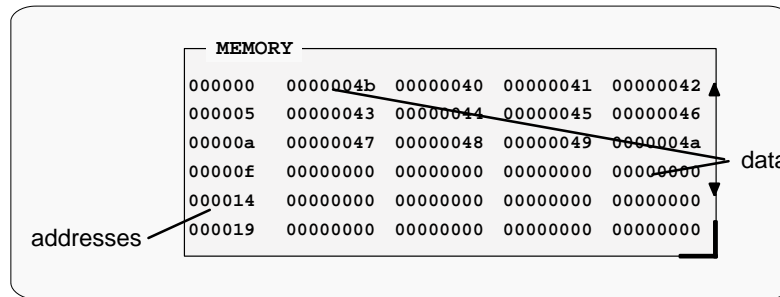 MEMORY
000000 0000004b 00000040 00000041 00000042
000005 00000043 00000044 00000045 00000046
00000a 00000047 00000048 00000049 0000004a
00000f 00000000 00000000 00000000 00000000
data
000014 00000000 00000000 00000000 00000000
000019 00000000 00000000 00000000 00000000
addresses